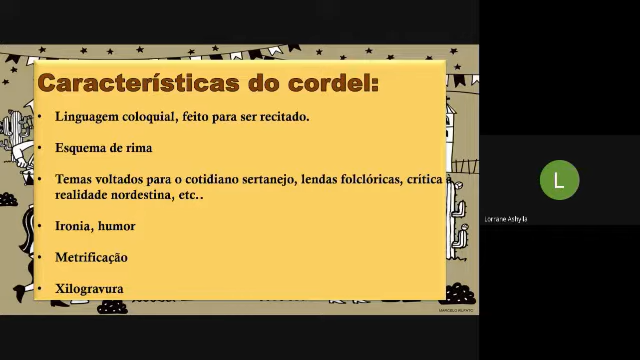 Características do cordel:
• Linguagem coloquial, feito para ser recitado.
• Esquema de rima
• Temas voltados para o cotidiano sertanejo, lendas folclóricas, crítica à
realidade nordestina, etc..
• Ironia, humor
• Metrificação
• Xilogravura
L
Lorrane Ashylla